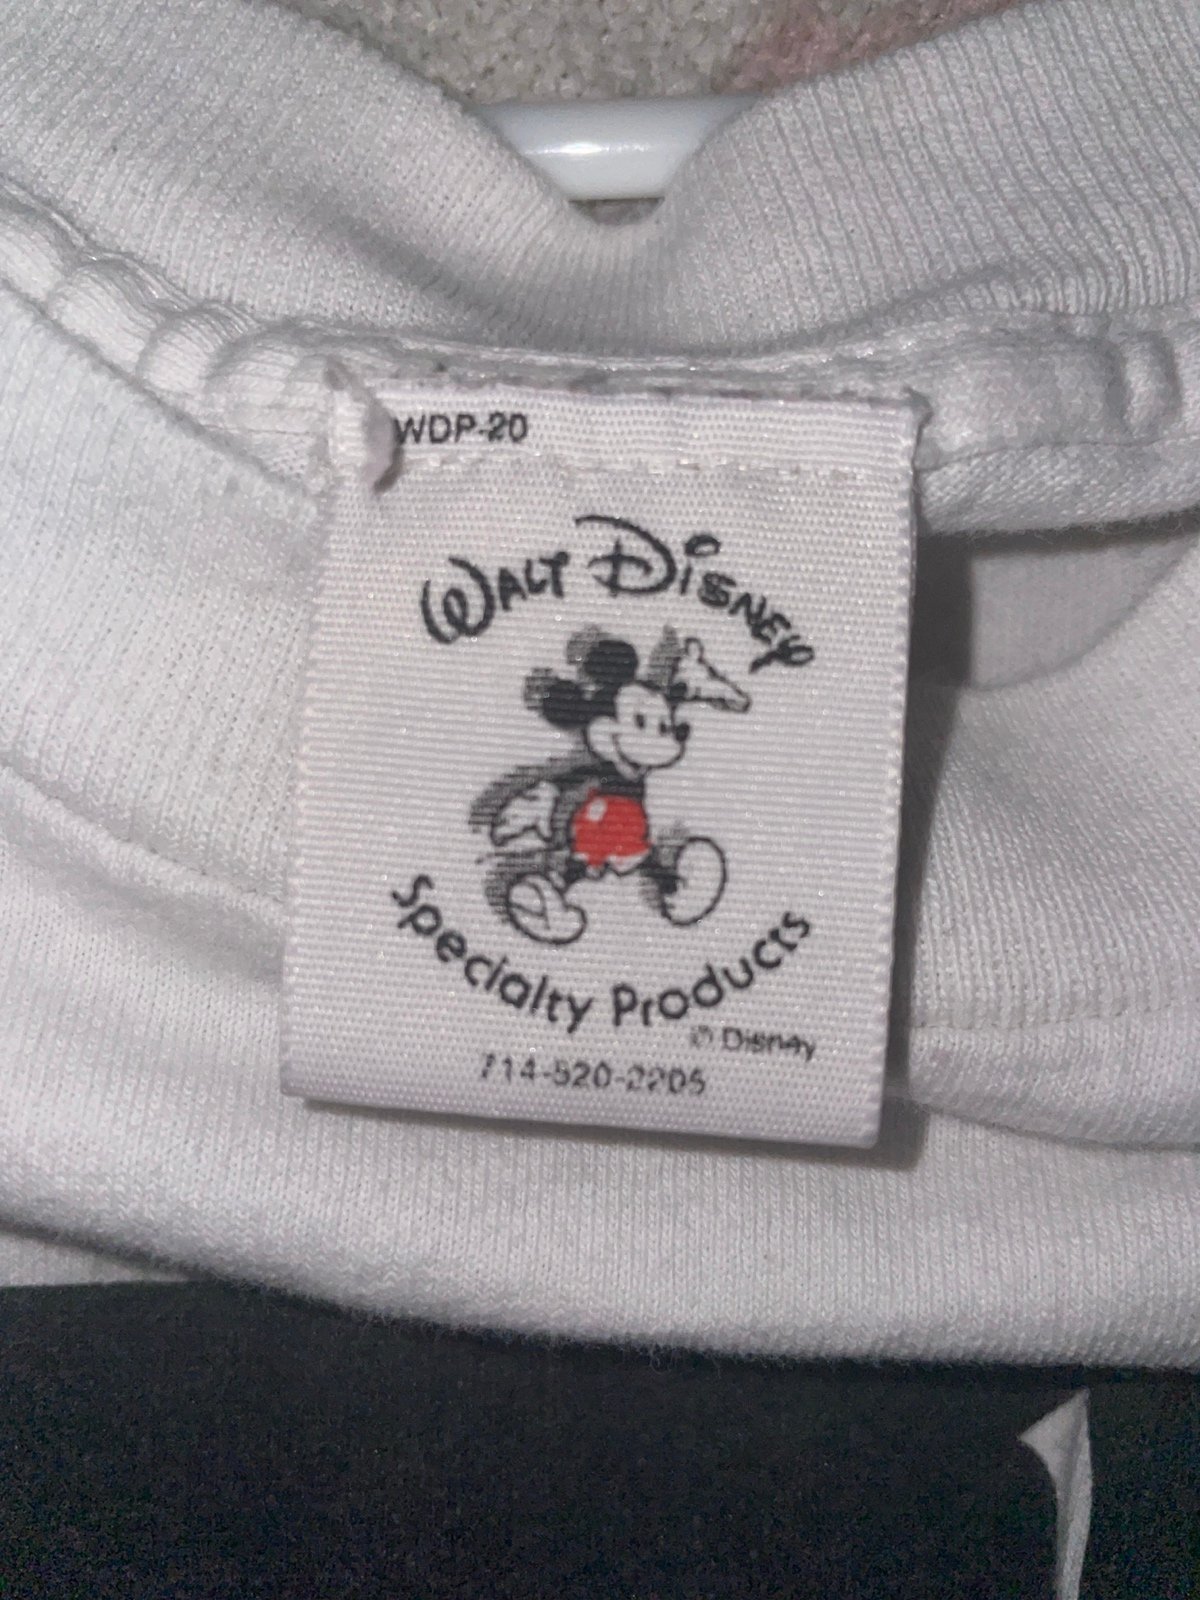 WDP-20
WALT DISNEY
Specialty Products
© Disney
714-520-2205